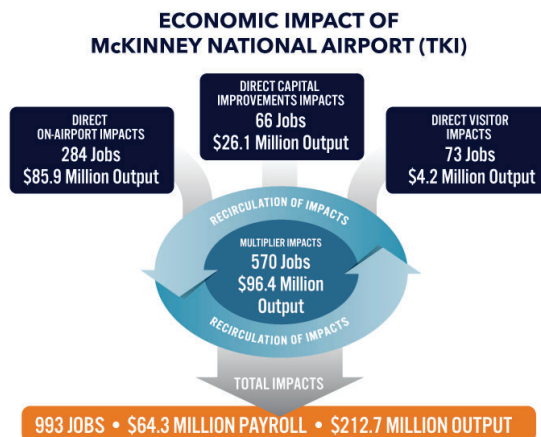 ECONOMIC IMPACT OF
McKINNEY NATIONAL AIRPORT (TKI)
DIRECT CAPITAL
IMPROVEMENTS IMPACTS
66 Jobs
$26.1 Million Output
DIRECT
ON-AIRPORT IMPACTS
284 Jobs
$85.9 Million Output
DIRECT VISITOR
IMPACTS
73 Jobs
$4.2 Million Output
RECIRCULATION OF IMPACTS
MULTIPLIER IMPACTS
570 Jobs
$96.4 Million
Output
RECIRCULATION OF IMPACTS
TOTAL IMPACTS
993 JOBS • $64.3 MILLION PAYROLL • $212.7 MILLION OUTPUT